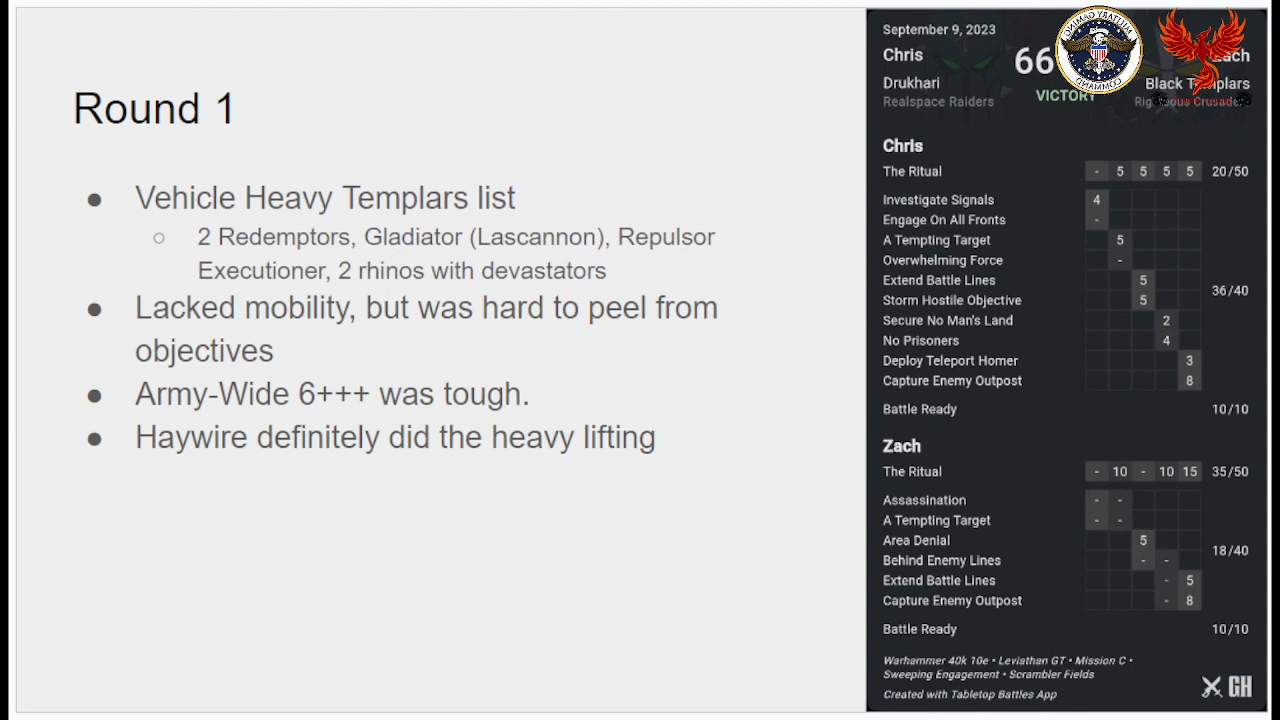 Round 1
● Vehicle Heavy Templars list
○ 2 Redemptors, Gladiator (Lascannon), Repulsor
Executioner, 2 rhinos with devastators
● Lacked mobility, but was hard to peel from
objectives
● Army-Wide 6+++ was tough.
● Haywire definitely did the heavy lifting
September 9, 2023
Chris 66
Drukhari Black Templars
Realspace Raiders VICTORY
MILITARY GAMING
COMMAND
Chris
The Ritual - 5 5 5 5 20/50
Investigate Signals 4
Engage On All Fronts -
A Tempting Target 5
Overwhelming Force -
Extend Battle Lines 5
36/40
Storm Hostile Objective 5
Secure No Man's Land 2
No Prisoners 4
Deploy Teleport Homer 3
Capture Enemy Outpost 8
Battle Ready 10/10
Zach
The Ritual - 10 - 10 15 35/50
Assassination - -
A Tempting Target - -
Area Denial 5
18/40
Behind Enemy Lines - -
Extend Battle Lines - 5
Capture Enemy Outpost - 8
Battle Ready 10/10
Warhammer 40k 10e • Leviathan GT • Mission C •
Sweeping Engagement • Scrambler Fields
Created with Tabletop Battles App
GH